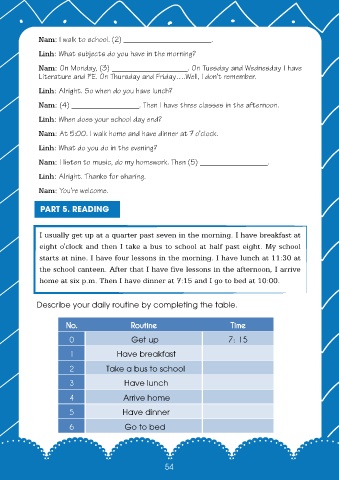 Nam: I walk to school. (2) ____________________.
Linh: What subjects do you have in the morning?
Nam: On Monday, (3) ____________________. On Tuesday and Wednesday I have
Literature and PE. On Thursday and Friday….Well, I don't remember.
Linh: Alright. So when do you have lunch?
Nam: (4) ________________. Then I have three classes in the afternoon.
Linh: When does your school day end?
Nam: At 5:00. I walk home and have dinner at 7 o'clock.
Linh: What do you do in the evening?
Nam: I listen to music, do my homework. Then (5) ________________.
Linh: Alright. Thanks for sharing.
Nam: You're welcome.
PART 5. READING
I usually get up at a quarter past seven in the morning. I have breakfast at
eight o'clock and then I take a bus to school at half past eight. My school
starts at nine. I have four lessons in the morning. I have lunch at 11:30 at
the school canteen. After that I have five lessons in the afternoon, I arrive
home at six p.m. Then I have dinner at 7:15 and I go to bed at 10:00.
Describe your daily routine by completing the table.
No. Routine Time
0 Get up 7: 15
1 Have breakfast
2 Take a bus to school
3 Have lunch
4 Arrive home
5 Have dinner
6 Go to bed
54